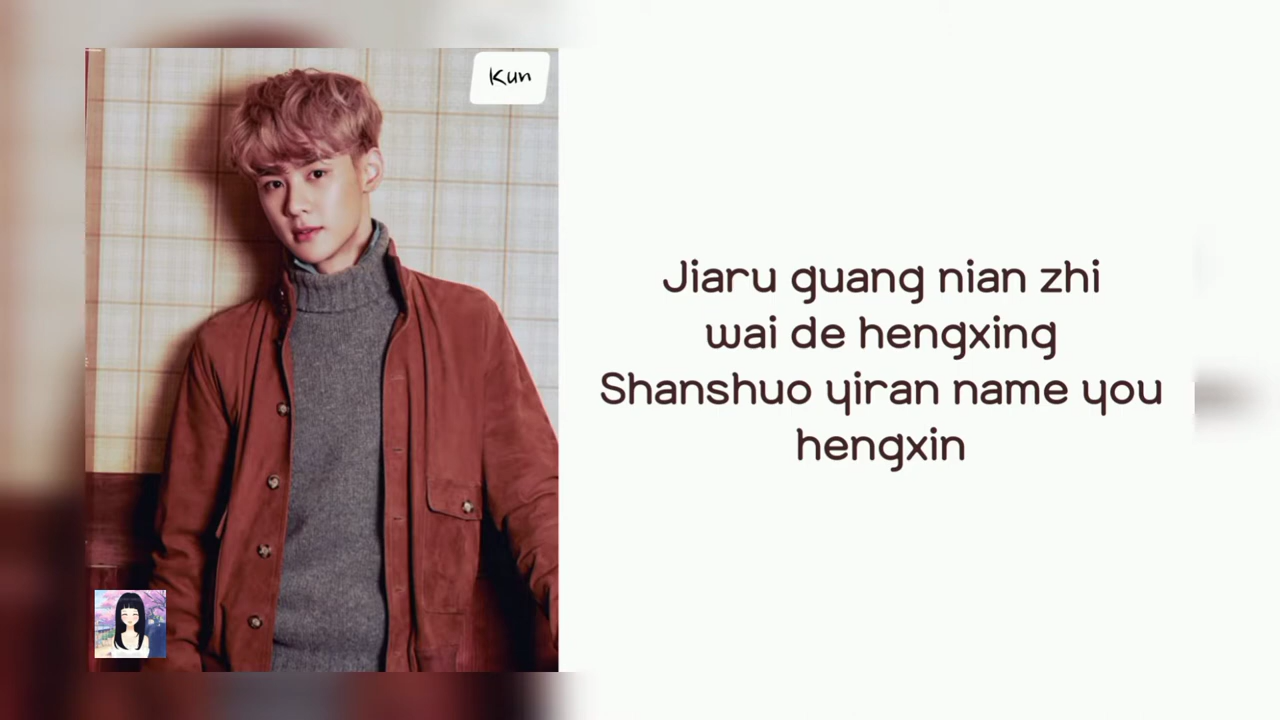 Kun
Jiaru guang nian zhi
wai de hengxing
Shanshuo yiran name you
hengxin